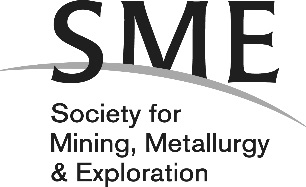 SME
Society for
Mining, Metallurgy
& Exploration